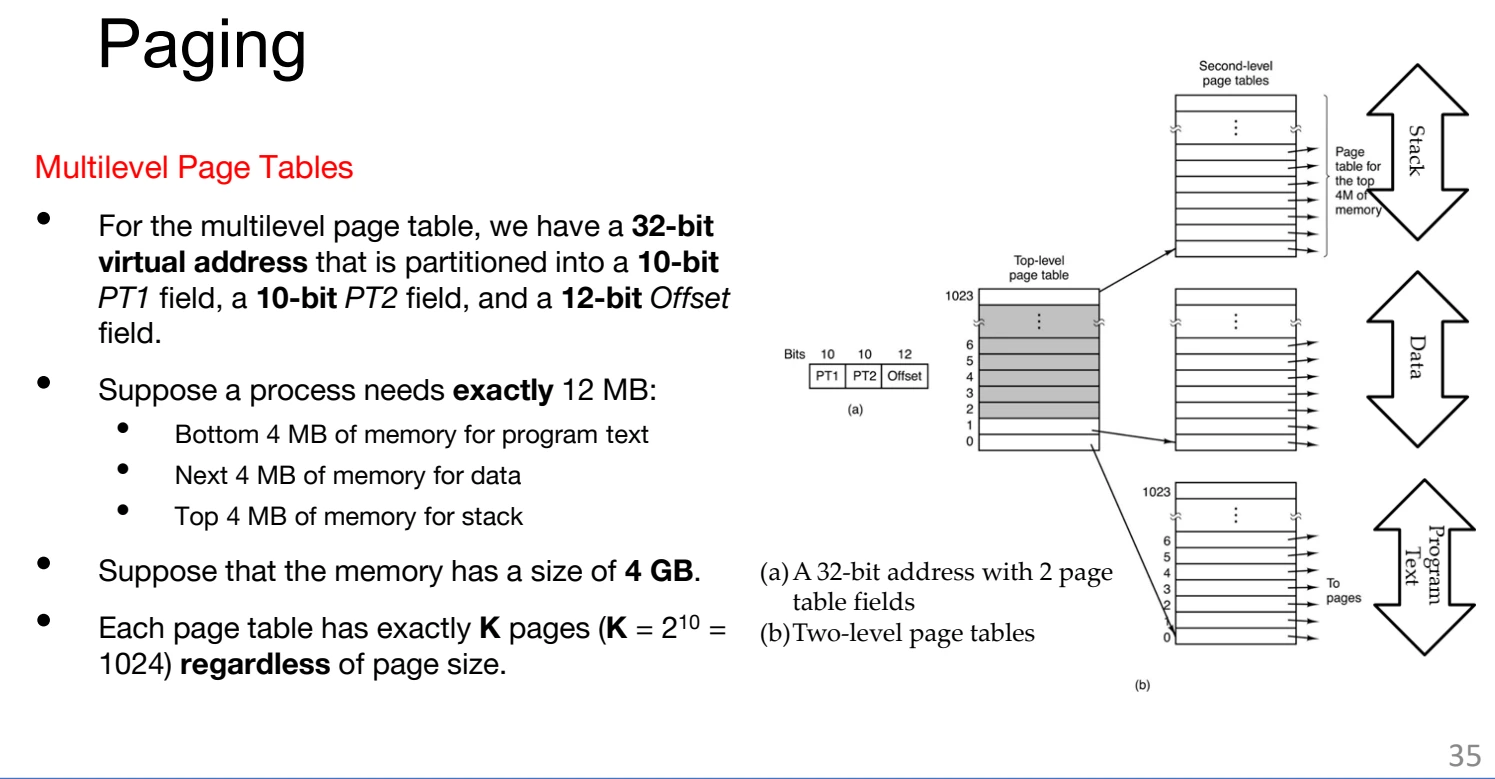 Paging
Multilevel Page Tables
• For the multilevel page table, we have a 32-bit
virtual address that is partitioned into a 10-bit
PT1 field, a 10-bit PT2 field, and a 12-bit Offset
field.
• Suppose a process needs exactly 12 MB:
• Bottom 4 MB of memory for program text
• Next 4 MB of memory for data
• Top 4 MB of memory for stack
• Suppose that the memory has a size of 4 GB.
• Each page table has exactly K pages (K = 2¹⁰ =
1024) regardless of page size.
Bits 10 10 12
PT1 PT2 Offset
(a)
Top-level
page table
1023
6
5
4
3
2
1
0
Second-level
page tables
Page
table for
the top
4M of
memory
Stack
Data
1023
6
5
4
3
2
1
0
To
pages
Program
Text
(b)
(a) A 32-bit address with 2 page
table fields
(b) Two-level page tables
35